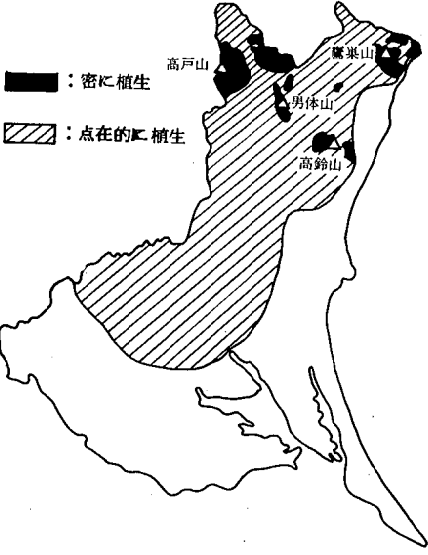 高戸山
鷹巣山
：密に植生
男体山
：点在的に植生
高鈴山